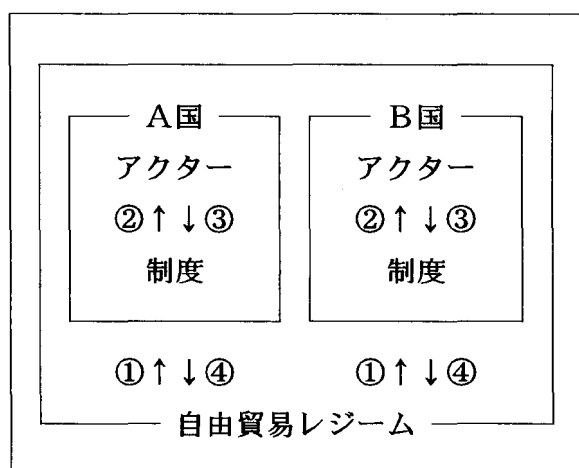 A国 B国
アクター アクター
②↑↓③ ②↑↓③
制度 制度
①↑↓④ ①↑↓④
自由貿易レジーム